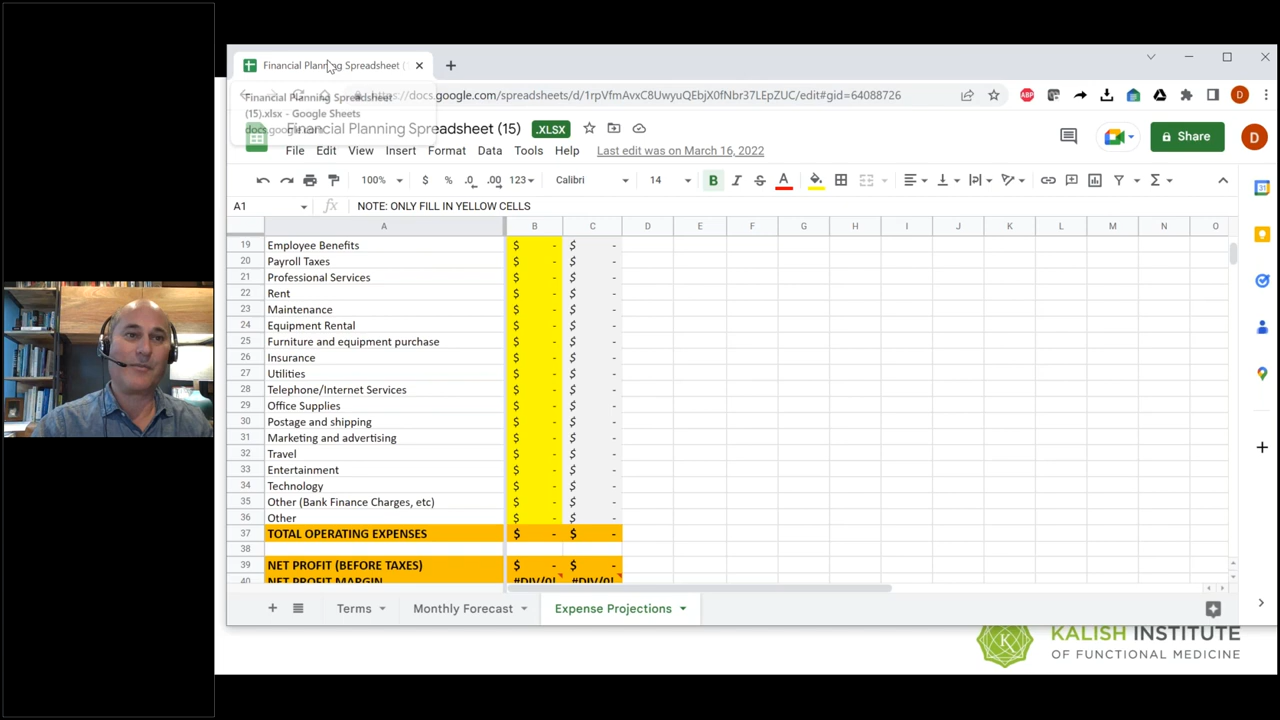 Financial Planning Spreadsheet (
Financial Planning Spreadsheet
(15).xlsx - Google Sheets
docs.google.com
https://docs.google.com/spreadsheets/d/1rpVfmAvxC8UwyuQEbjX0fNbr37LEpZUC/edit#gid=64088726
ABP
D
Financial Planning Spreadsheet (15)
.XLSX
Share
D
File Edit View Insert Format Data Tools Help Last edit was on March 16, 2022
100% $ % .0 .00 123 Calibri 14 B I S A
A1 fx NOTE: ONLY FILL IN YELLOW CELLS
A B C D E F G H I J K L M N O
19 Employee Benefits $ - $ -
20 Payroll Taxes $ - $ -
21 Professional Services $ - $ -
22 Rent $ - $ -
23 Maintenance $ - $ -
24 Equipment Rental $ - $ -
25 Furniture and equipment purchase $ - $ -
26 Insurance $ - $ -
27 Utilities $ - $ -
28 Telephone/Internet Services $ - $ -
29 Office Supplies $ - $ -
30 Postage and shipping $ - $ -
31 Marketing and advertising $ - $ -
32 Travel $ - $ -
33 Entertainment $ - $ -
34 Technology $ - $ -
35 Other (Bank Finance Charges, etc) $ - $ -
36 Other $ - $ -
37 TOTAL OPERATING EXPENSES $ - $ -
38
39 NET PROFIT (BEFORE TAXES) $ - $ -
40 NET PROFIT MARGIN #DIV/0! #DIV/0!
Terms Monthly Forecast Expense Projections
K
KALISH INSTITUTE
OF FUNCTIONAL MEDICINE